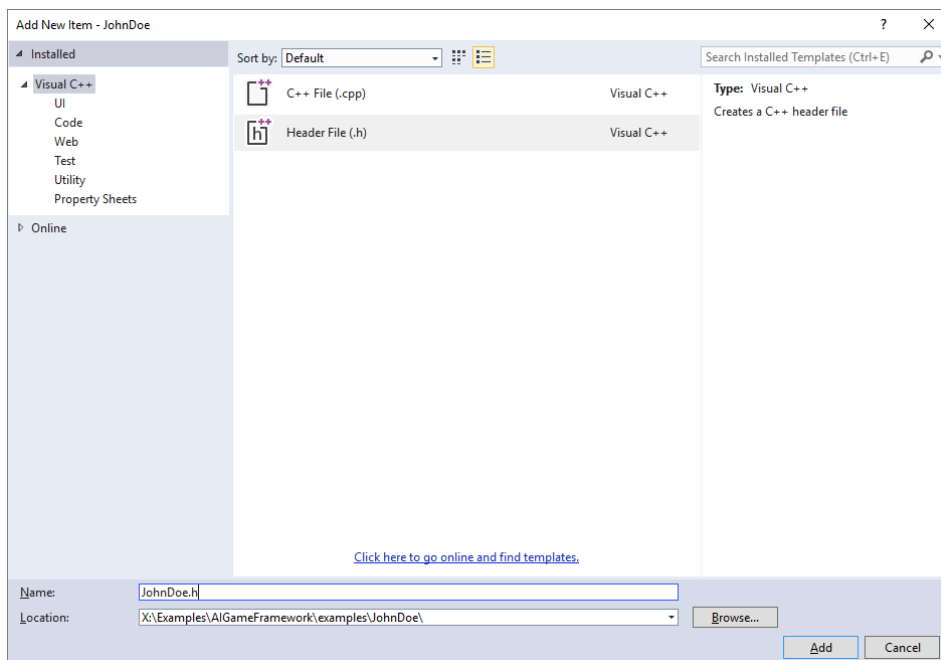 Add New Item - JohnDoe ? ×
Installed
Sort by: Default
Search Installed Templates (Ctrl+E)
Visual C++
UI
Code
Web
Test
Utility
Property Sheets
Online
C++ File (.cpp) Visual C++
Header File (.h) Visual C++
Type: Visual C++
Creates a C++ header file
Click here to go online and find templates.
Name: JohnDoe.h
Location: X:\Examples\AIGameFramework\examples\JohnDoe\
Browse...
Add Cancel